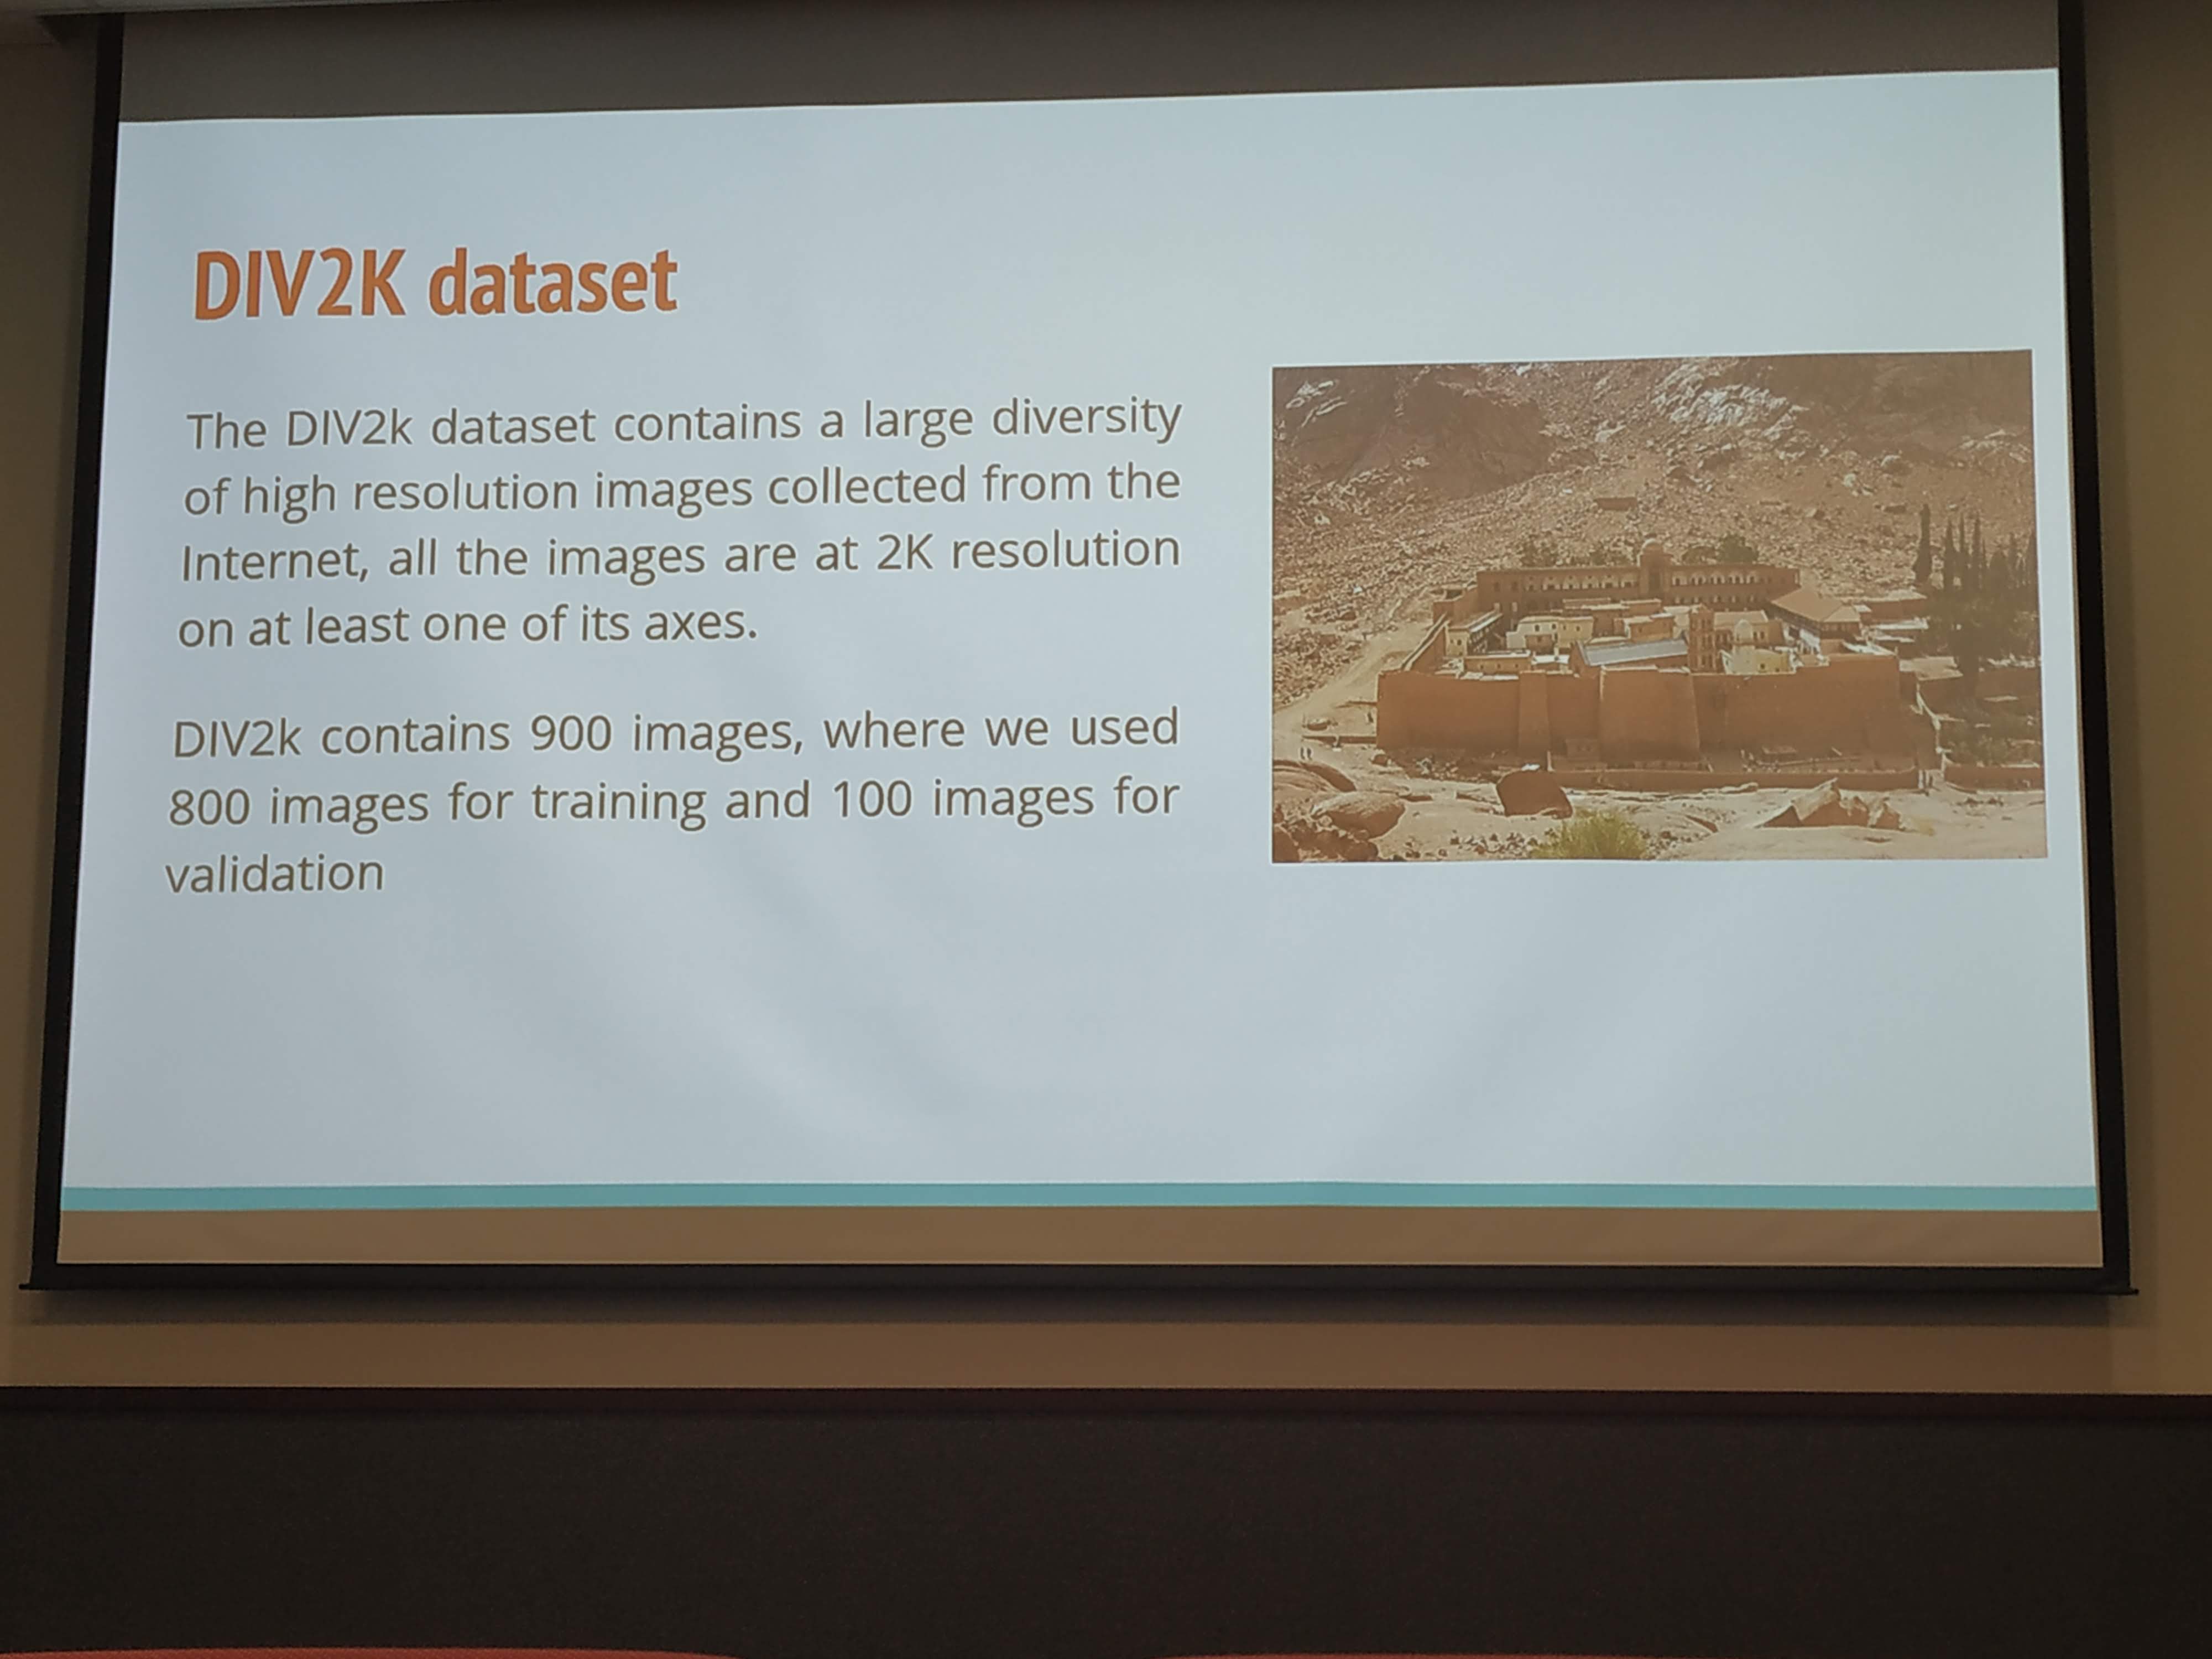 DIV2K dataset
The DIV2k dataset contains a large diversity
of high resolution images collected from the
Internet, all the images are at 2K resolution
on at least one of its axes.
DIV2k contains 900 images, where we used
800 images for training and 100 images for
validation